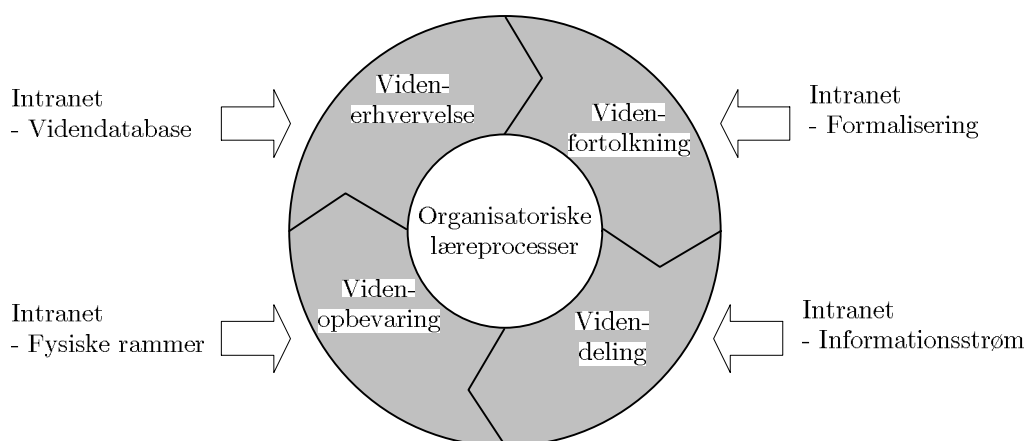 Intranet
- Videndatabase
Viden-
erhvervelse
Viden-
fortolkning
Intranet
- Formalisering
Organisatoriske
læreprocesser
Intranet
- Fysiske rammer
Viden-
opbevaring
Viden-
deling
Intranet
- Informationsstrøm